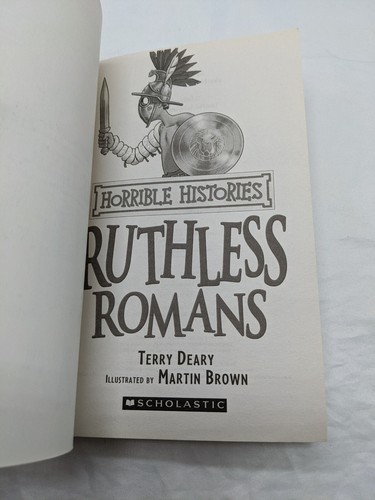 HORRIBLE HISTORIES
RUTHLESS
ROMANS
TERRY DEARY
ILLUSTRATED BY MARTIN BROWN
SCHOLASTIC